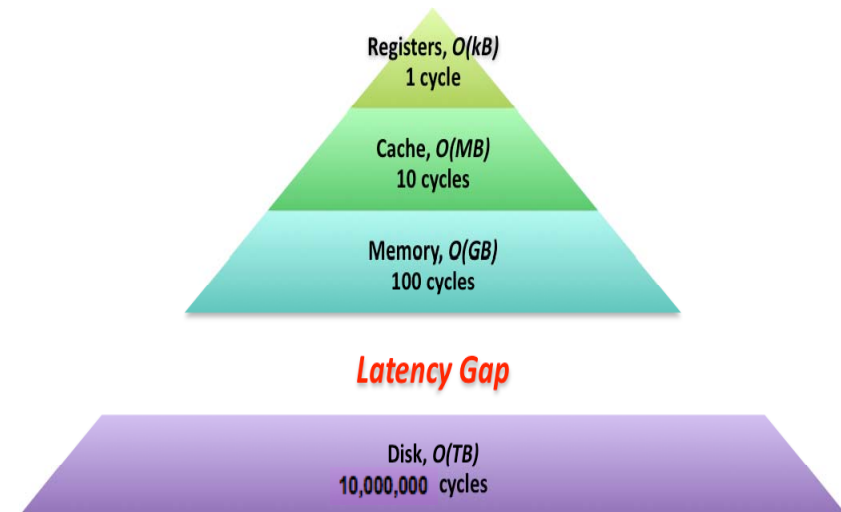 Registers, O(kB)
1 cycle
Cache, O(MB)
10 cycles
Memory, O(GB)
100 cycles
Latency Gap
Disk, O(TB)
10,000,000 cycles